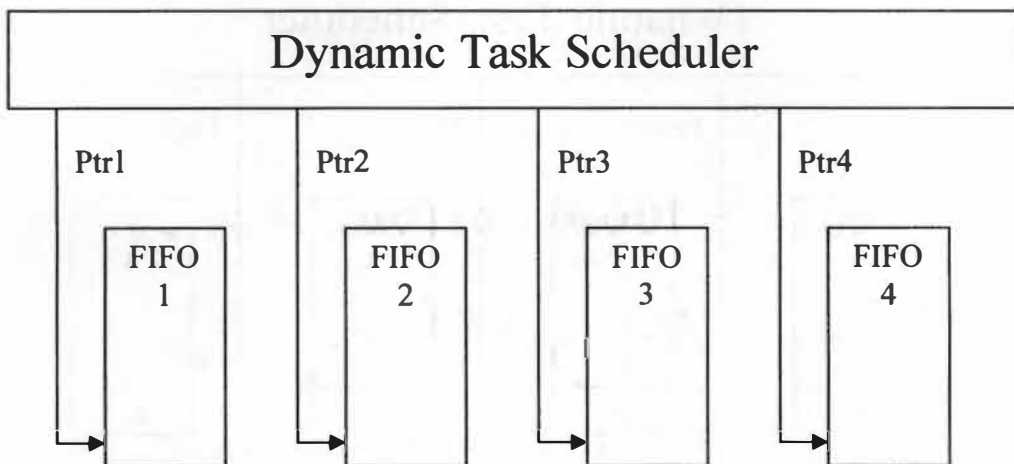 Dynamic Task Scheduler
Ptr1
Ptr2
Ptr3
Ptr4
FIFO
1
FIFO
2
FIFO
3
FIFO
4